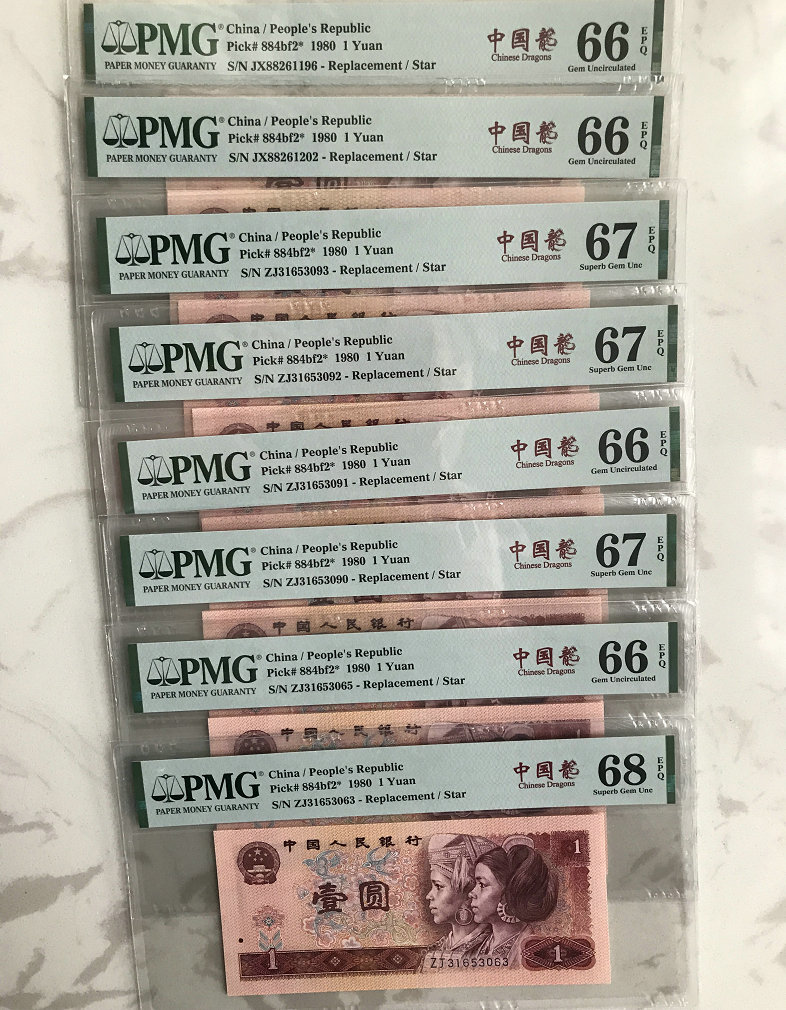 PMG® China / People's Republic 中国龍 66 EPQ
Pick# 884bf2* 1980 1 Yuan Chinese Dragons
PAPER MONEY GUARANTY S/N JX88261196 - Replacement / Star Gem Uncirculated
PMG® China / People's Republic 中国龍 66 EPQ
Pick# 884bf2* 1980 1 Yuan Chinese Dragons
PAPER MONEY GUARANTY S/N JX88261202 - Replacement / Star Gem Uncirculated
PMG® China / People's Republic 中国龍 67 EPQ
Pick# 884bf2* 1980 1 Yuan Chinese Dragons
PAPER MONEY GUARANTY S/N ZJ31653093 - Replacement / Star Superb Gem Unc
PMG® China / People's Republic 中国龍 67 EPQ
Pick# 884bf2* 1980 1 Yuan Chinese Dragons
PAPER MONEY GUARANTY S/N ZJ31653092 - Replacement / Star Superb Gem Unc
PMG® China / People's Republic 中国龍 66 EPQ
Pick# 884bf2* 1980 1 Yuan Chinese Dragons
PAPER MONEY GUARANTY S/N ZJ31653091 - Replacement / Star Gem Uncirculated
PMG® China / People's Republic 中国龍 67 EPQ
Pick# 884bf2* 1980 1 Yuan Chinese Dragons
PAPER MONEY GUARANTY S/N ZJ31653090 - Replacement / Star Superb Gem Unc
中国人民银行
PMG® China / People's Republic 中国龍 66 EPQ
Pick# 884bf2* 1980 1 Yuan Chinese Dragons
PAPER MONEY GUARANTY S/N ZJ31653065 - Replacement / Star Gem Uncirculated
中国人民银行 1
PMG® China / People's Republic 中国龍 68 EPQ
Pick# 884bf2* 1980 1 Yuan Chinese Dragons
PAPER MONEY GUARANTY S/N ZJ31653063 - Replacement / Star Superb Gem Unc
中国人民银行 1
壹圆
1 ZJ31653063 1